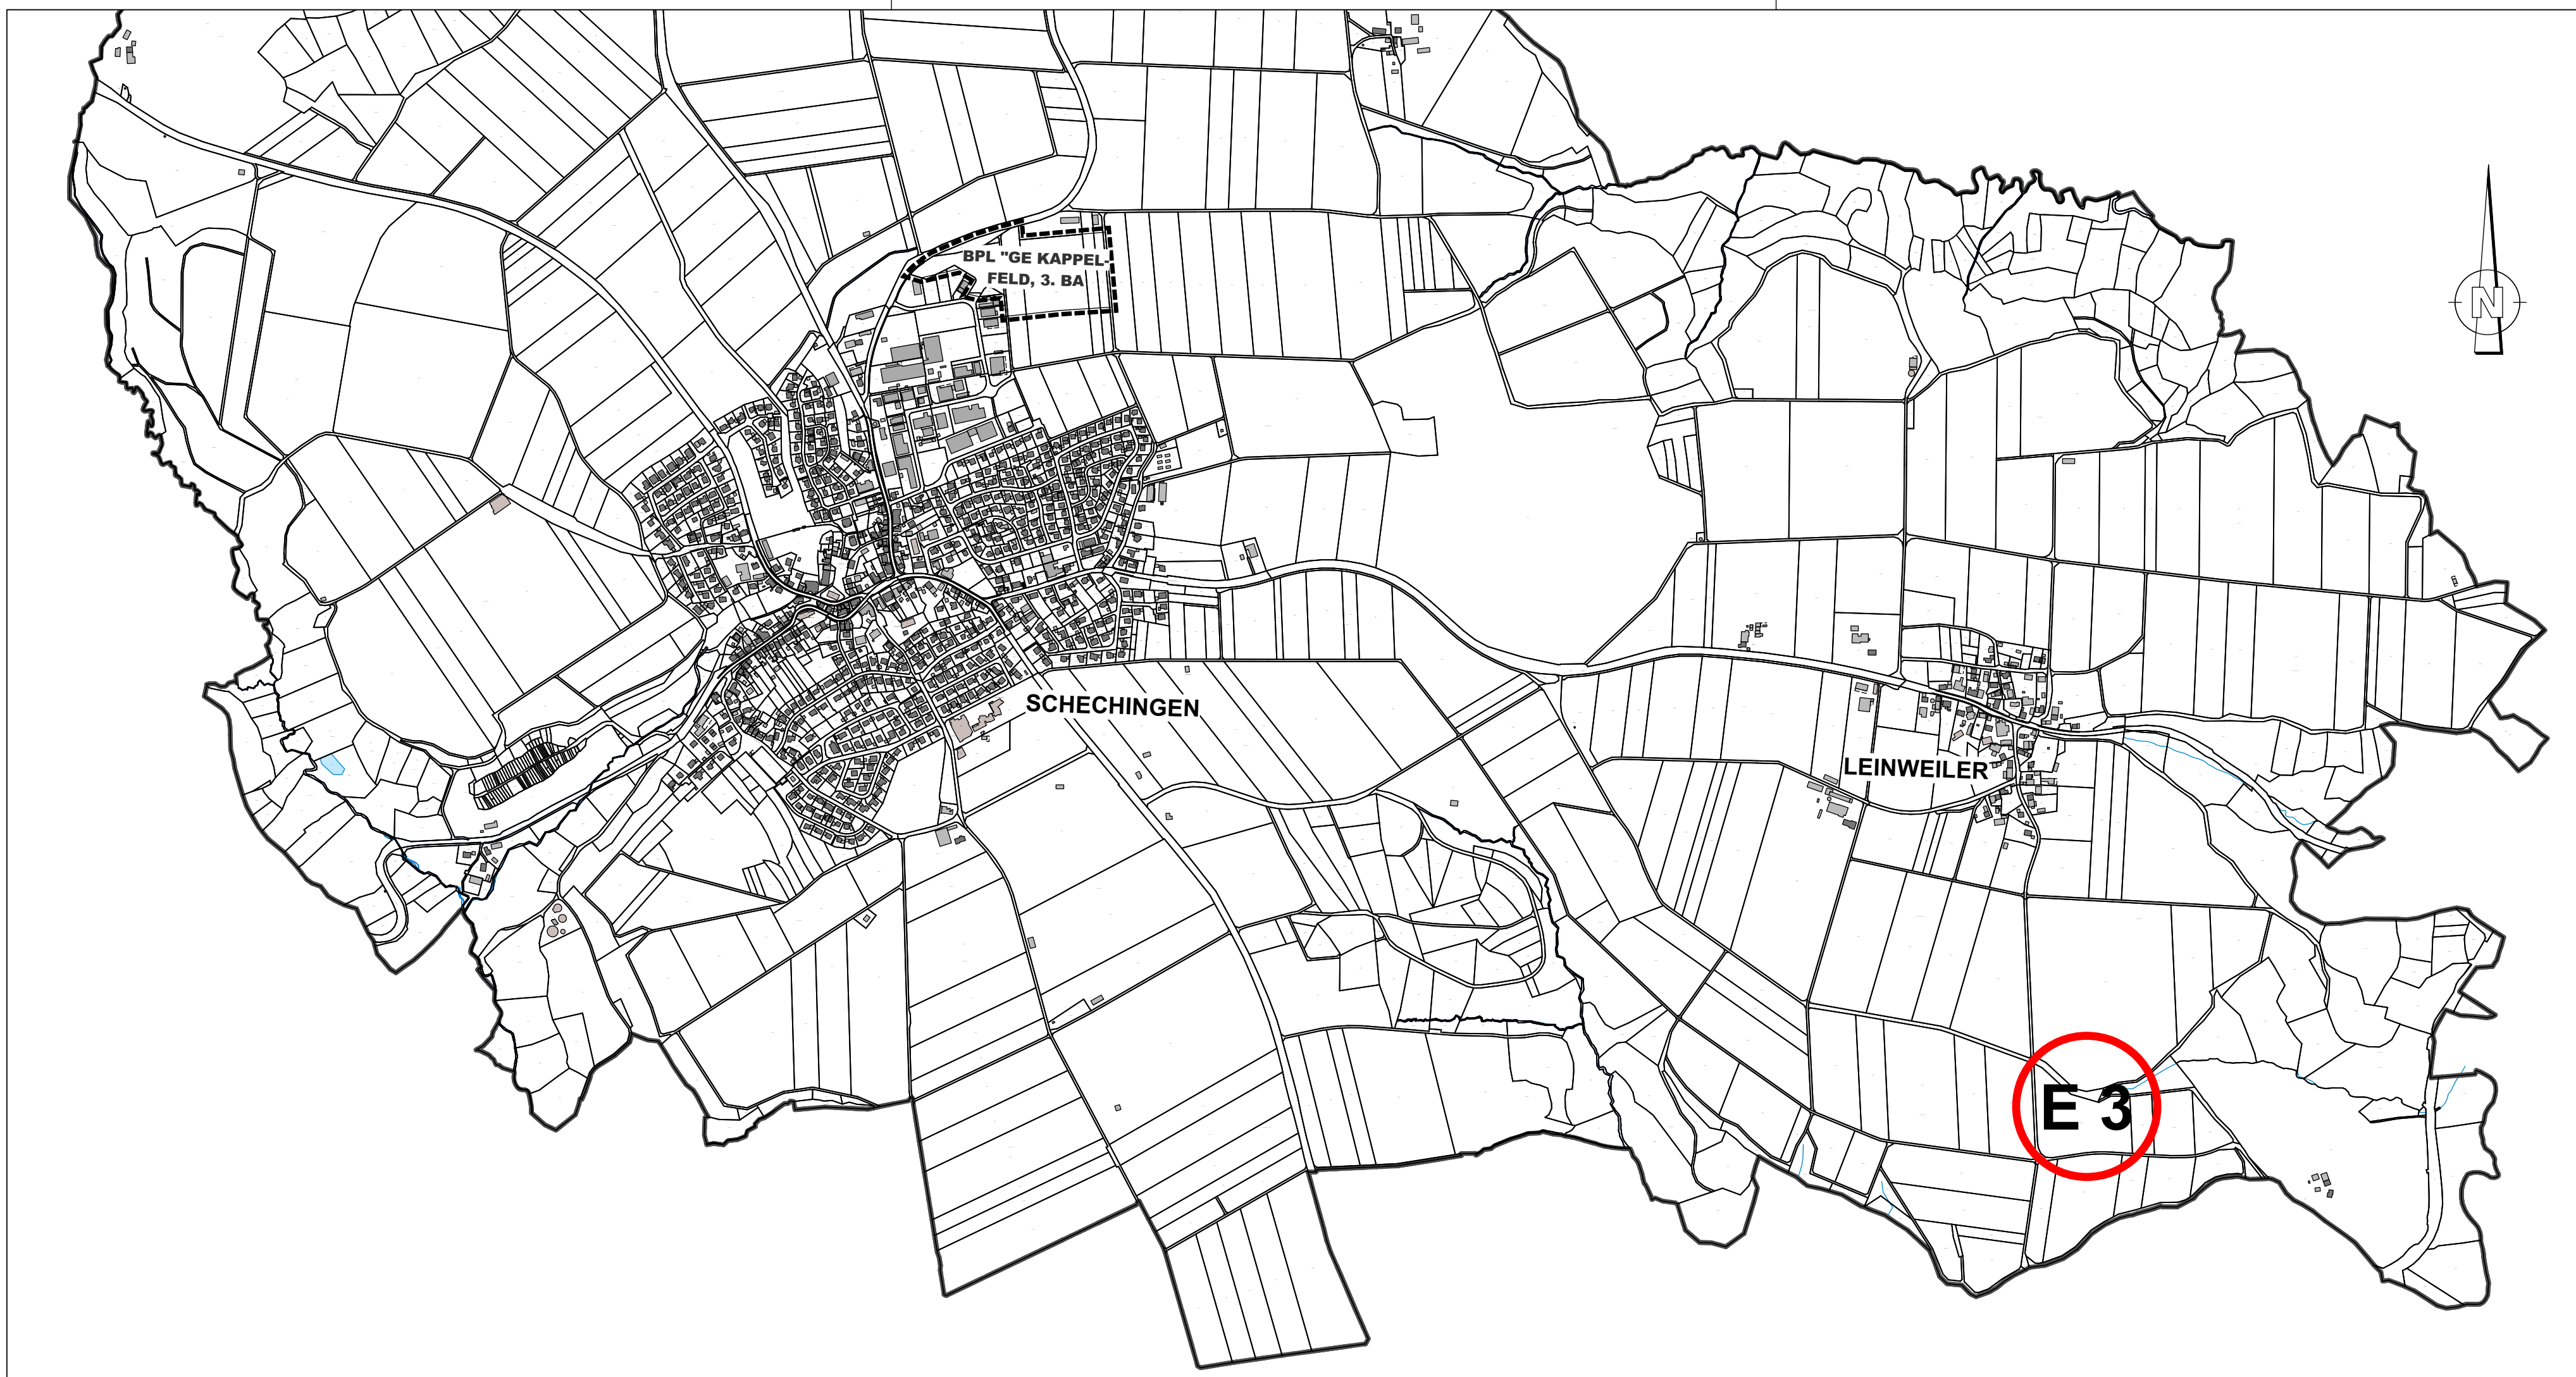 BPL "GE KAPPEL-
FELD, 3. BA
N
SCHECHINGEN
LEINWEILER
E 3